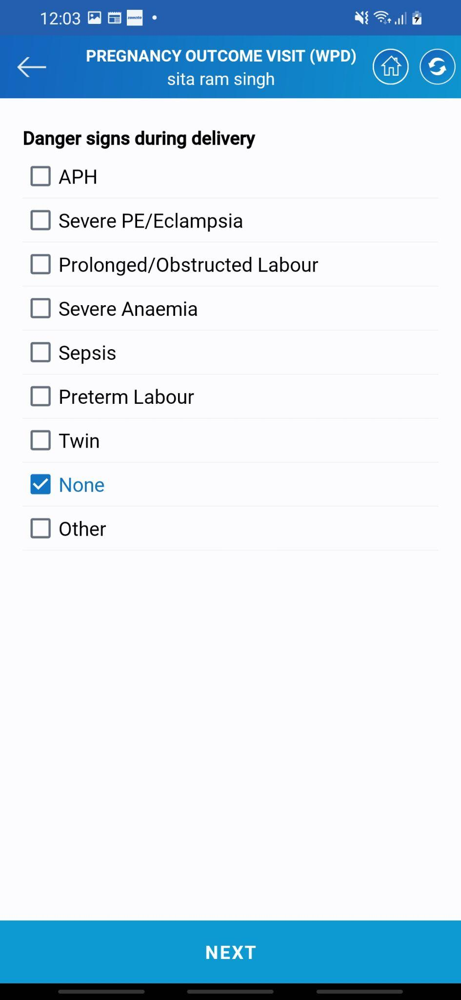 12:03 zomato
PREGNANCY OUTCOME VISIT (WPD)
sita ram singh
Danger signs during delivery
APH
Severe PE/Eclampsia
Prolonged/Obstructed Labour
Severe Anaemia
Sepsis
Preterm Labour
Twin
None
Other
NEXT